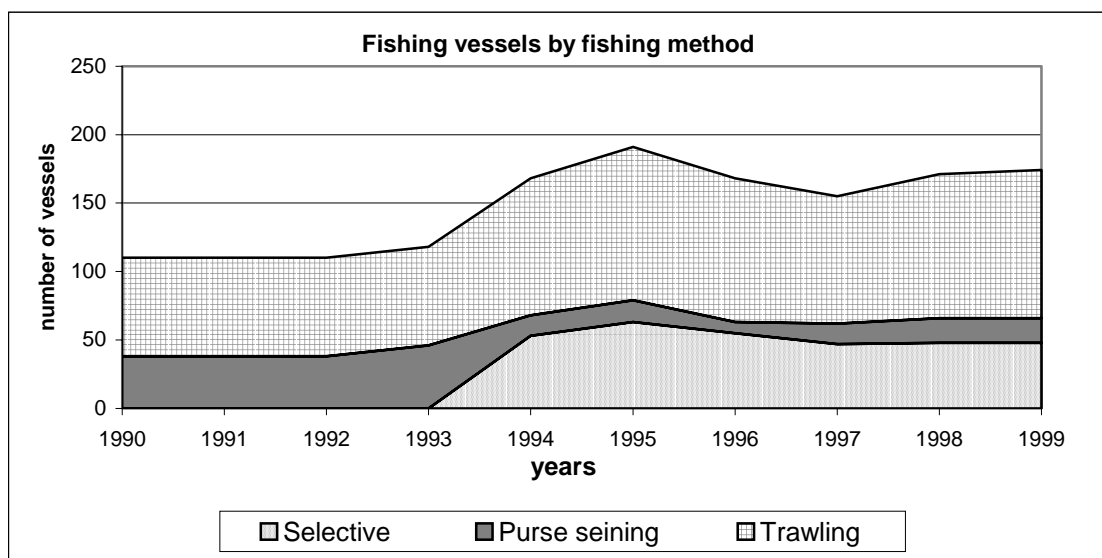 Fishing vessels by fishing method
250
200
150
100
50
0
number of vessels
1990 1991 1992 1993 1994 1995 1996 1997 1998 1999
years
Selective Purse seining Trawling